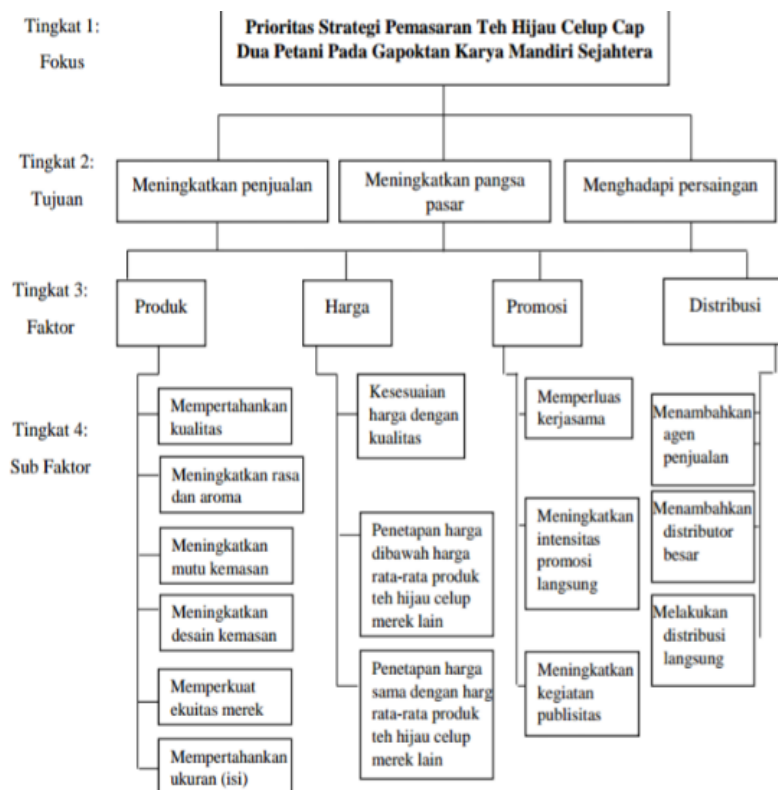 Tingkat 1:
Fokus
Prioritas Strategi Pemasaran Teh Hijau Celup Cap
Dua Petani Pada Gapoktan Karya Mandiri Sejahtera
Tingkat 2:
Tujuan
Meningkatkan penjualan
Meningkatkan pangsa
pasar
Menghadapi persaingan
Tingkat 3:
Faktor
Produk
Harga
Promosi
Distribusi
Tingkat 4:
Sub Faktor
Mempertahankan
kualitas
Meningkatkan rasa
dan aroma
Meningkatkan
mutu kemasan
Meningkatkan
desain kemasan
Memperkuat
ekuitas merek
Mempertahankan
ukuran (isi)
Kesesuaian
harga dengan
kualitas
Penetapan harga
dibawah harga
rata-rata produk
teh hijau celup
merek lain
Penetapan harga
sama dengan harg
rata-rata produk
teh hijau celup
merek lain
Memperluas
kerjasama
Meningkatkan
intensitas
promosi
langsung
Meningkatkan
kegiatan
publisitas
Menambahkan
agen
penjualan
Menambahkan
distributor
besar
Melakukan
distribusi
langsung